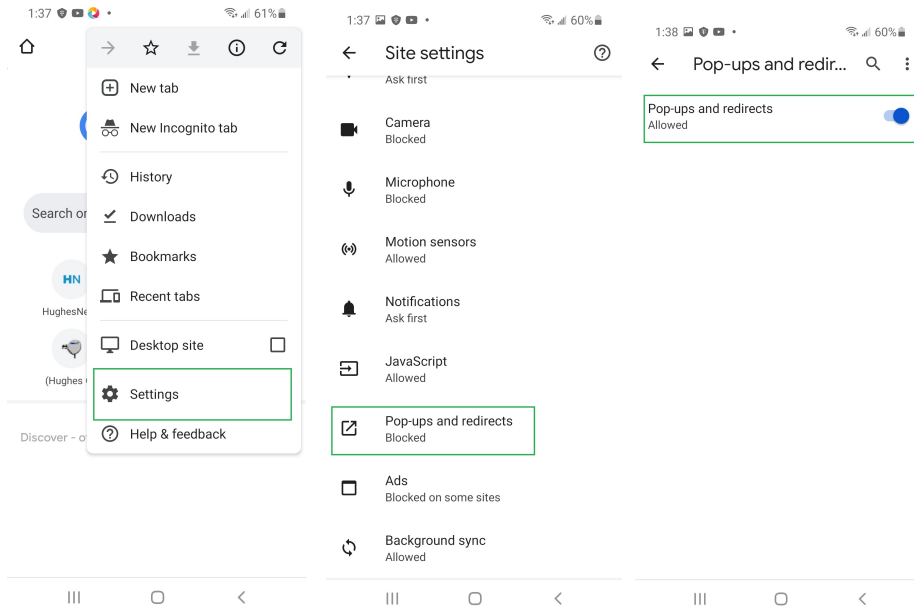 1:37
61%
New tab
New Incognito tab
History
Downloads
Bookmarks
Recent tabs
Desktop site
Settings
Help & feedback
Search or
HN
HughesNe
(Hughes
Discover - o
1:37
60%
Site settings
Ask first
Camera
Blocked
Microphone
Blocked
Motion sensors
Allowed
Notifications
Ask first
JavaScript
Allowed
Pop-ups and redirects
Blocked
Ads
Blocked on some sites
Background sync
Allowed
1:38
60%
Pop-ups and redir...
Pop-ups and redirects
Allowed